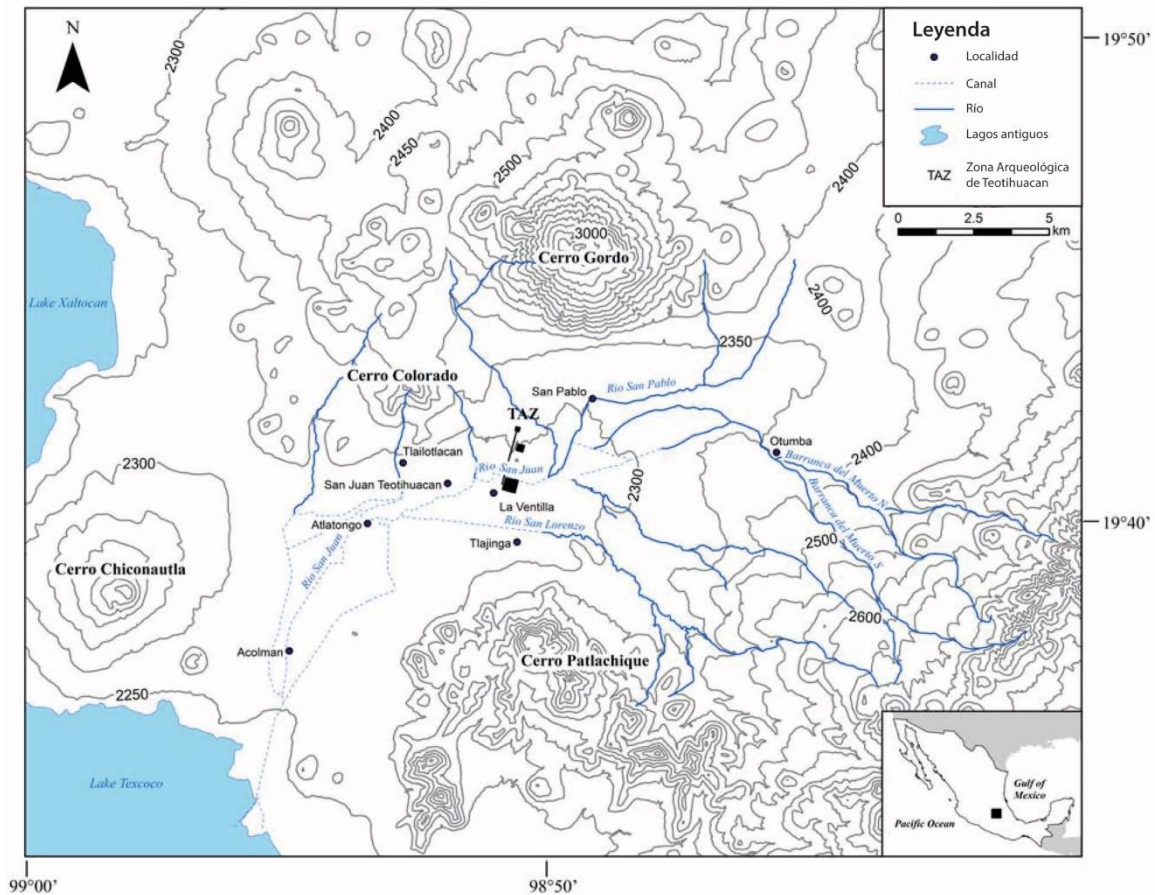 N
2300
2400
2450
2500
2400
3000
Cerro Gordo
Leyenda
Localidad
Canal
Río
Lagos antiguos
TAZ
Zona Arqueológica
de Teotihuacan
0 2.5 5
km
19°50'
Lake Xaltocan
2400
2350
Cerro Colorado
San Pablo
Río San Pablo
TAZ
Otumba
Tlailotlacan
Río San Juan
San Juan Teotihuacan
La Ventilla
2300
2400
Barranca del Muerto N
Barranca del Muerto S
2300
Atlatongo
Río San Lorenzo
Tlajinga
2500
19°40'
Cerro Chiconautla
Río San Juan
2600
Acolman
Cerro Patlachique
2250
Lake Texcoco
Gulf of
Mexico
Pacific Ocean
99°00'
98°50'